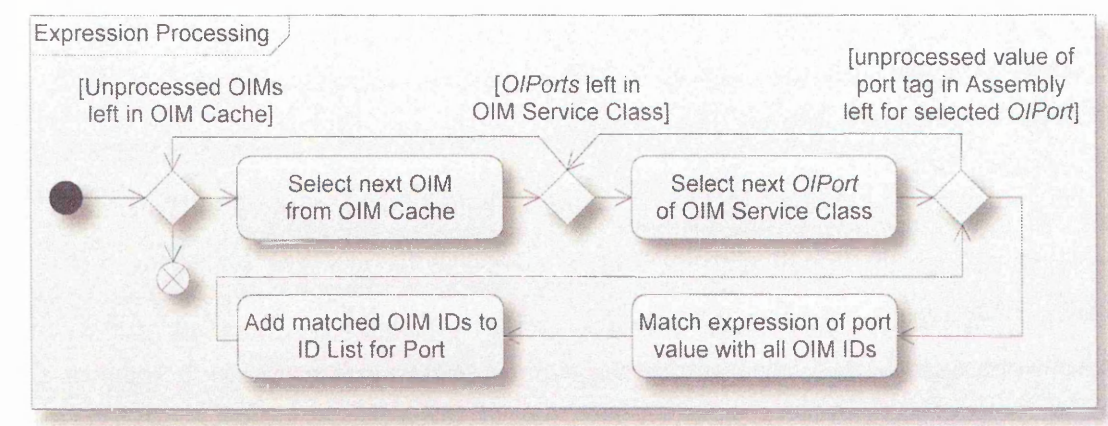 Expression Processing
[Unprocessed OIMs
left in OIM Cache]
[OIPorts left in
OIM Service Class]
[unprocessed value of
port tag in Assembly
left for selected OIPort]
Select next OIM
from OIM Cache
Select next OIPort
of OIM Service Class
Add matched OIM IDs to
ID List for Port
Match expression of port
value with all OIM IDs